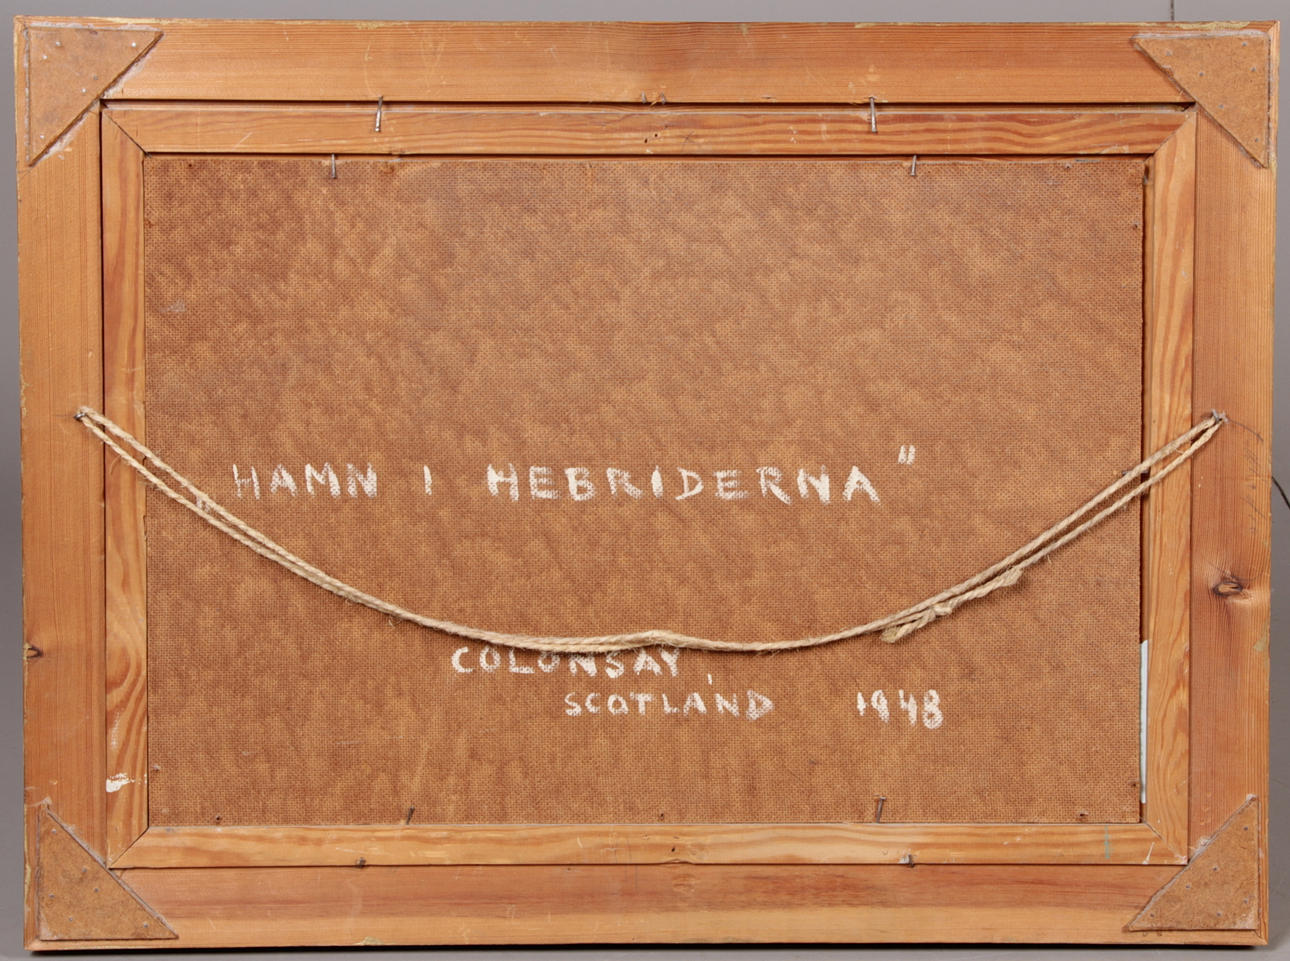 HAMN I HEBRIDERNA"
COLONSAY,
SCOTLAND 1948